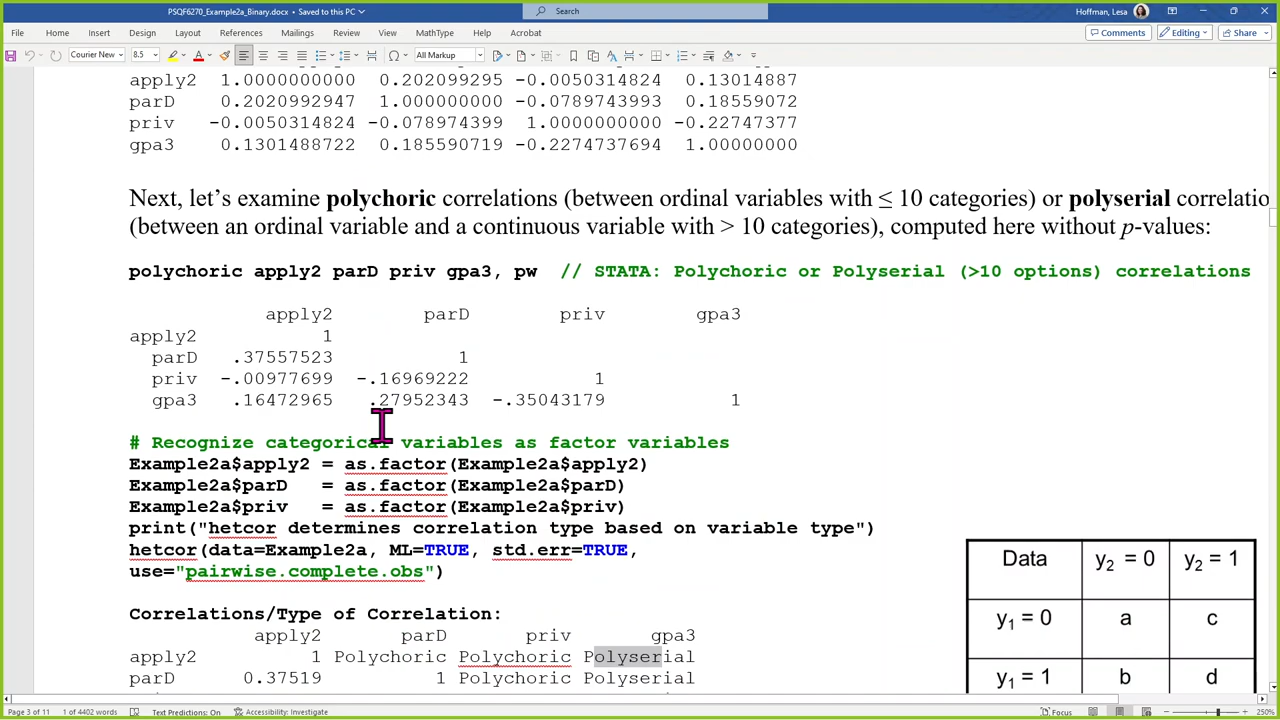 PSQF6270_Example2a_Binary.docx • Saved to this PC
Search
Hoffman, Lesa
File Home Insert Draw Design Layout References Mailings Review View MathType Help Acrobat
Comments Editing Share
Courier New 8.5 All Markup
apply2 1.0000000000 0.202099295 -0.0050314824 0.13014887
parD 0.2020992947 1.000000000 -0.0789743993 0.18559072
priv -0.0050314824 -0.078974399 1.0000000000 -0.22747377
gpa3 0.1301488722 0.185590719 -0.2274737694 1.00000000
Next, let’s examine polychoric correlations (between ordinal variables with ≤ 10 categories) or polyserial correlatio
(between an ordinal variable and a continuous variable with > 10 categories), computed here without p-values:
polychoric apply2 parD priv gpa3, pw // STATA: Polychoric or Polyserial (>10 options) correlations
apply2 parD priv gpa3
apply2 1
parD .37557523 1
priv -.00977699 -.16969222 1
gpa3 .16472965 .27952343 -.35043179 1
# Recognize categorical variables as factor variables
Example2a$apply2 = as.factor(Example2a$apply2)
Example2a$parD = as.factor(Example2a$parD)
Example2a$priv = as.factor(Example2a$priv)
print("hetcor determines correlation type based on variable type")
hetcor(data=Example2a, ML=TRUE, std.err=TRUE,
use="pairwise.complete.obs")
Correlations/Type of Correlation:
apply2 parD priv gpa3
apply2 1 Polychoric Polychoric Polyserial
parD 0.37519 1 Polychoric Polyserial
Data y2 = 0 y2 = 1
y1 = 0 a c
y1 = 1 b d
Page 3 of 11 1 of 4402 words Text Predictions: On Accessibility: Investigate Focus 250%